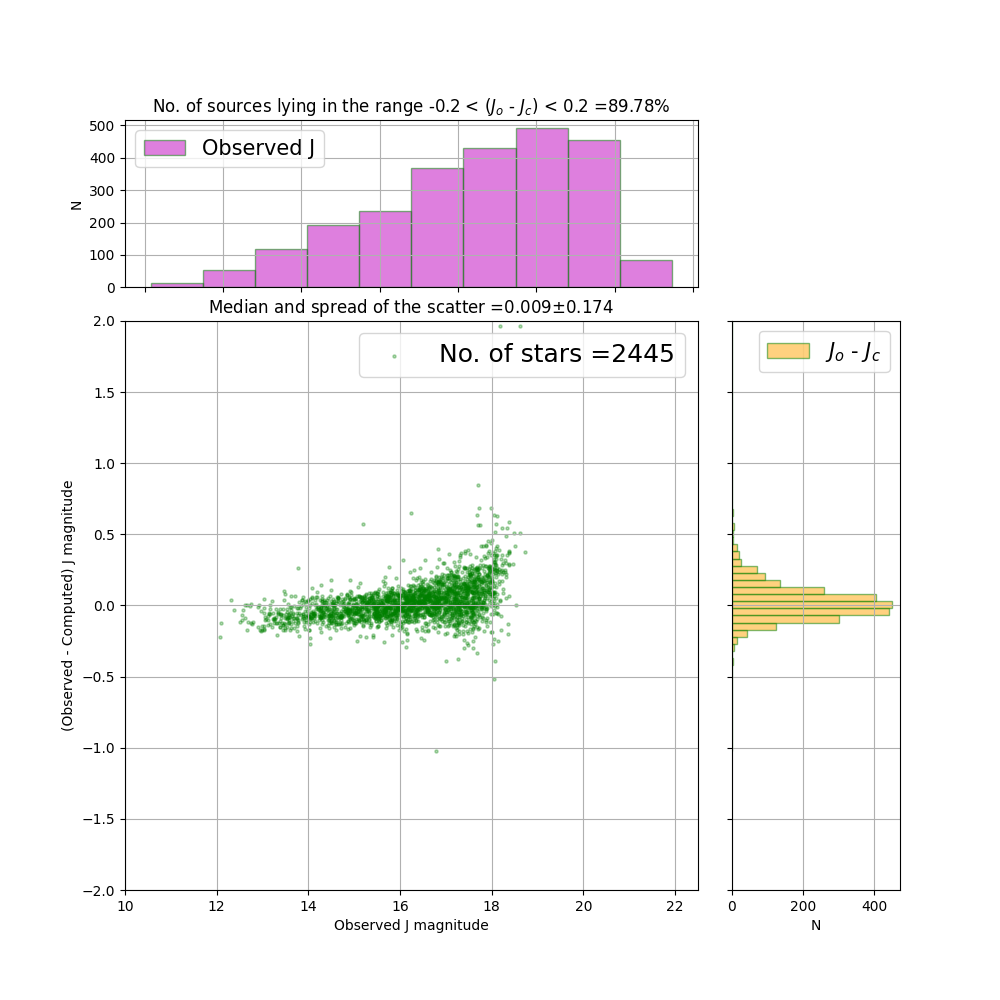 No. of sources lying in the range -0.2 < (J_o - J_c) < 0.2 =89.78%
500
400
300
200
100
0
N
Observed J
Median and spread of the scatter =0.009±0.174
2.0
1.5
1.0
0.5
0.0
−0.5
−1.0
−1.5
−2.0
(Observed - Computed) J magnitude
No. of stars =2445
10 12 14 16 18 20 22
Observed J magnitude
J_o - J_c
0 200 400
N